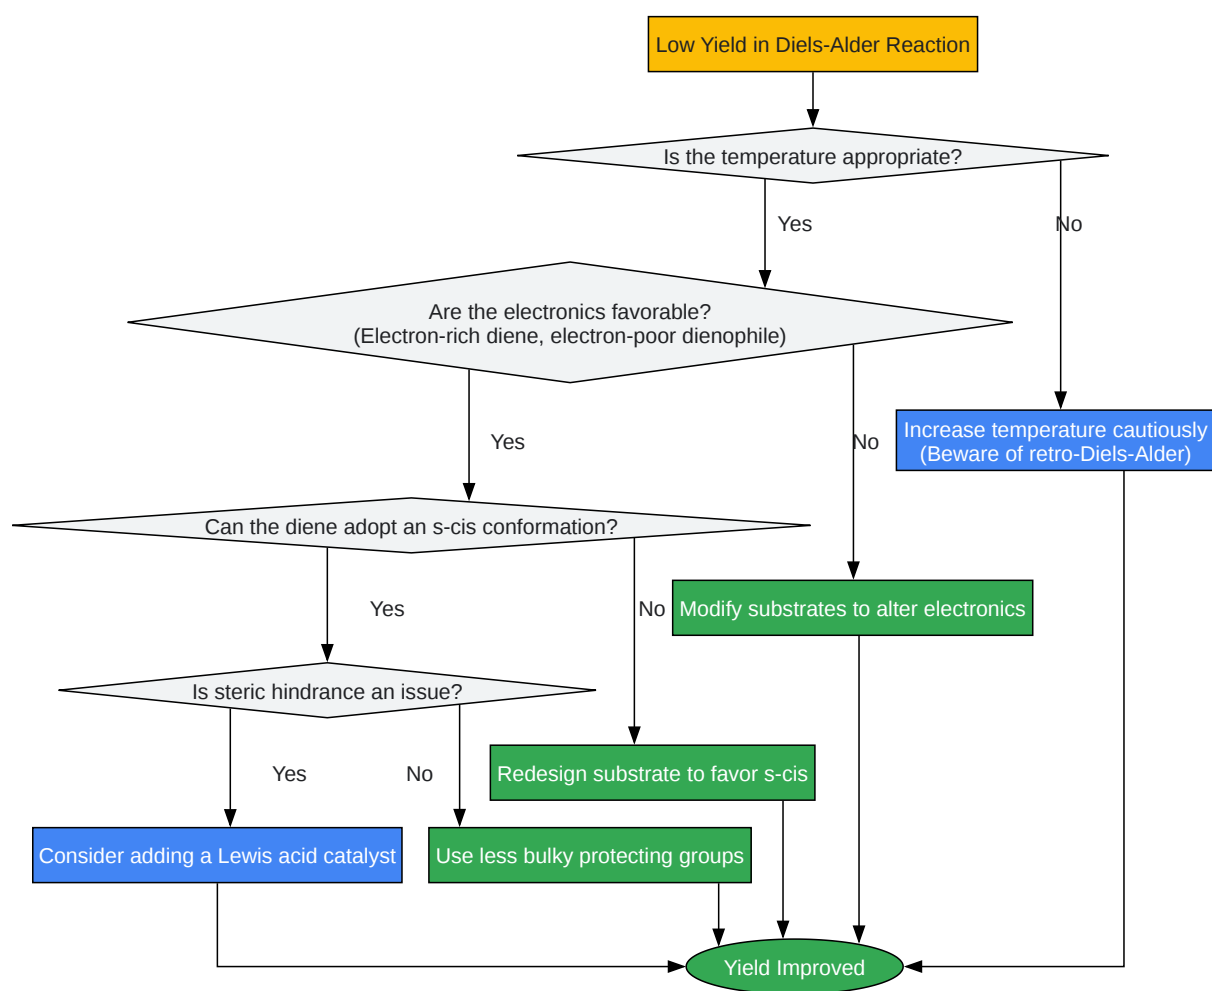 Low Yield in Diels-Alder Reaction
Is the temperature appropriate?
Yes
No
Are the electronics favorable?
(Electron-rich diene, electron-poor dienophile)
Yes
No
Increase temperature cautiously
(Beware of retro-Diels-Alder)
Can the diene adopt an s-cis conformation?
Yes
No
Modify substrates to alter electronics
Is steric hindrance an issue?
Yes
No
Redesign substrate to favor s-cis
Consider adding a Lewis acid catalyst
Use less bulky protecting groups
Yield Improved